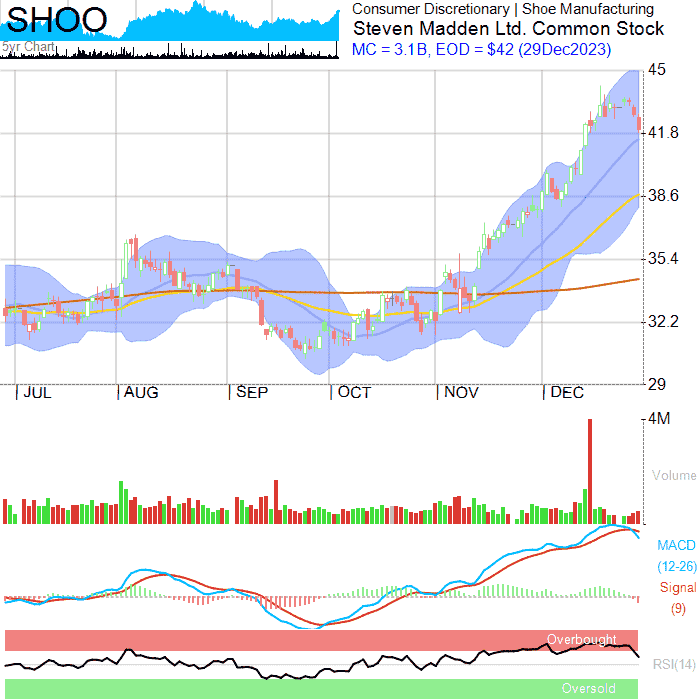 SHOO
5yr Chart
Consumer Discretionary | Shoe Manufacturing
Steven Madden Ltd. Common Stock
MC = 3.1B, EOD = $42 (29Dec2023)
45
41.8
38.6
35.4
32.2
29
JUL AUG SEP OCT NOV DEC
4M
Volume
MACD
(12-26)
Signal
(9)
Overbought
RSI(14)
Oversold